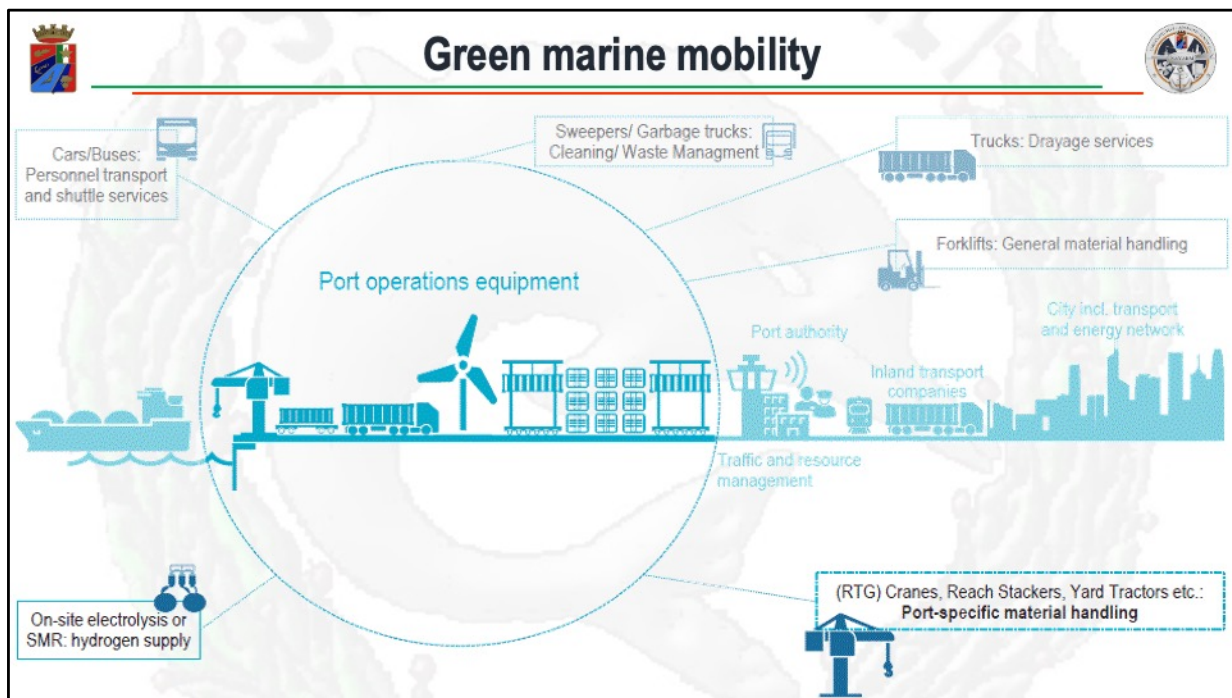 Green marine mobility
Cars/Buses:
Personnel transport
and shuttle services
Sweepers/ Garbage trucks:
Cleaning/ Waste Managment
Trucks: Drayage services
Forklifts: General material handling
Port operations equipment
Port authority
City incl. transport
and energy network
Inland transport
companies
Traffic and resource
management
On-site electrolysis or
SMR: hydrogen supply
(RTG) Cranes, Reach Stackers, Yard Tractors etc.:
Port-specific material handling